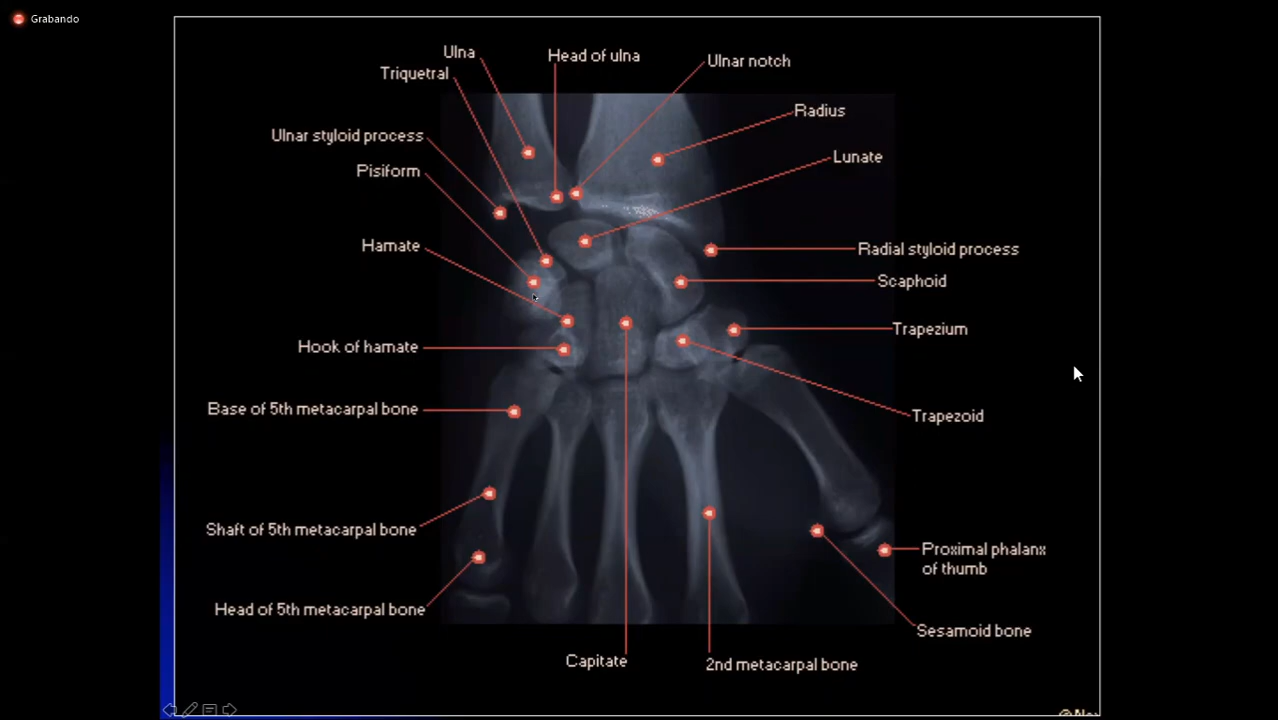 Grabando
Ulna
Head of ulna
Ulnar notch
Triquetral
Radius
Ulnar styloid process
Lunate
Pisiform
Hamate
Radial styloid process
Scaphoid
Trapezium
Hook of hamate
Base of 5th metacarpal bone
Trapezoid
Shaft of 5th metacarpal bone
Proximal phalanx
of thumb
Head of 5th metacarpal bone
Sesamoid bone
Capitate
2nd metacarpal bone